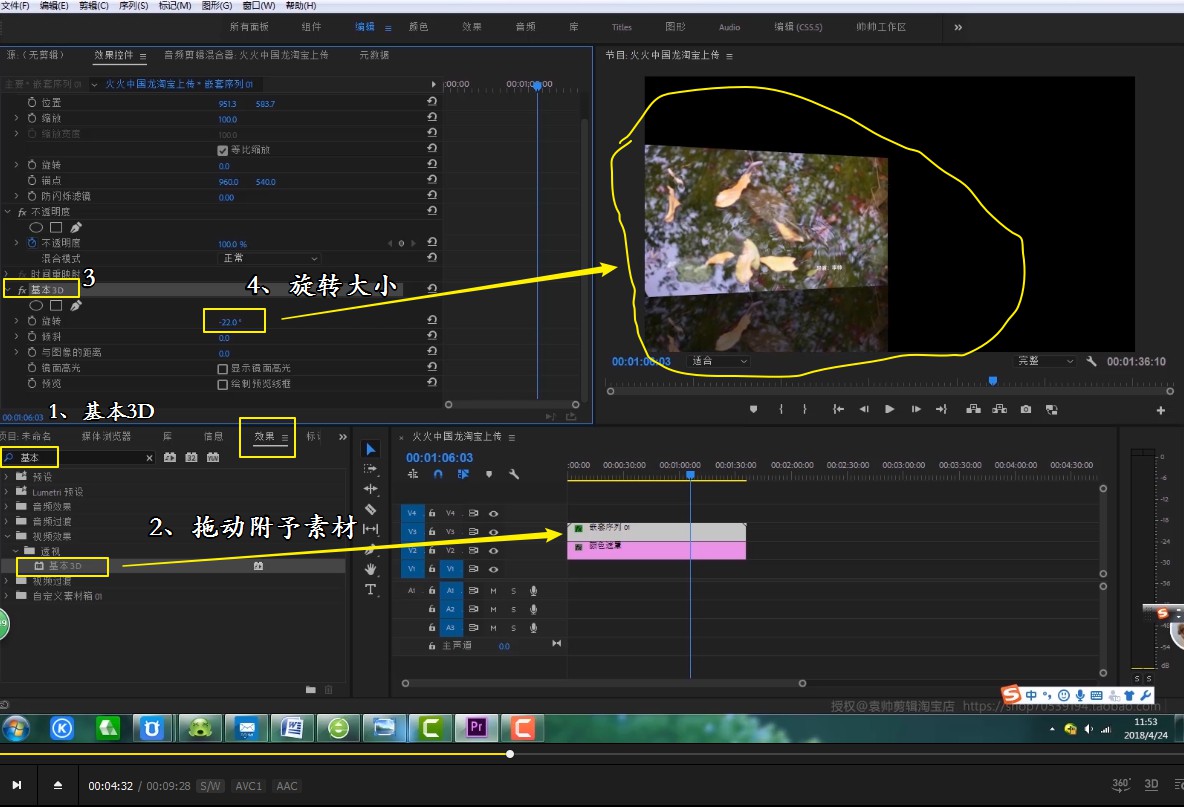 文件(F) 编辑(E) 剪辑(C) 序列(S) 标记(M) 图形(G) 窗口(W) 帮助(H)
所有面板 组件 编辑 颜色 效果 音频 库 Titles 图形 Audio 编辑 (CS5.5) 帅帅工作区 »
源:（无剪辑） 效果控件 音频剪辑混合器: 火火中国龙淘宝上传 元数据
节目: 火火中国龙淘宝上传
主要 * 嵌套序列 01 火火中国龙淘宝上传 * 嵌套序列 01 :00:00 00:01:00:00
位置 951.3 593.7
缩放 100.0
缩放宽度 100.0
等比缩放
旋转 0.0
锚点 960.0 540.0
防闪烁滤镜 0.00
fx 不透明度
不透明度 100.0 %
混合模式 正常
时间重映射
fx 基本 3D 3
4、旋转大小
旋转 -22.0 °
倾斜 0.0
与图像的距离 0.0
镜面高光 显示镜面高光
预览 绘制预览线框
00:01:06:03 适合 完整 00:01:36:10
00:01:06:03
1、基本3D
项目: 未命名 媒体浏览器 库 信息 效果 标记 »
基本
预设
Lumetri 预设
音频效果
音频过渡
视频效果
透视
基本 3D
视频过渡
自定义素材箱 01
2、拖动附予素材
× 火火中国龙淘宝上传
00:01:06:03
:00:00 00:00:30:00 00:01:00:00 00:01:30:00 00:02:00:00 00:02:30:00 00:03:00:00 00:03:30:00 00:04:00:00 00:04:30:00
V4 V4
V3 V3 嵌套序列 01
V2 V2 颜色遮罩
V1 V1
A1 A1 M S
A2 M S
A3 M S
主声道 0.0
0
-6
-12
-18
-24
-30
-36
-54
dB
S S
中
授权@袁帅剪辑淘宝店 https://shop70539194.taobao.com
11:53
2018/4/24
Pr
00:04:32 / 00:09:28 S/W AVC1 AAC
360° 3D